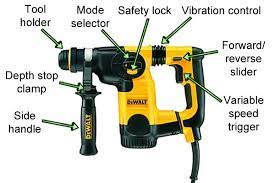 Tool
holder
Mode
selector
Safety lock
Vibration control
Forward/
reverse
slider
Depth stop
clamp
Side
handle
DEWALT
DEWALT
Variable
speed
trigger